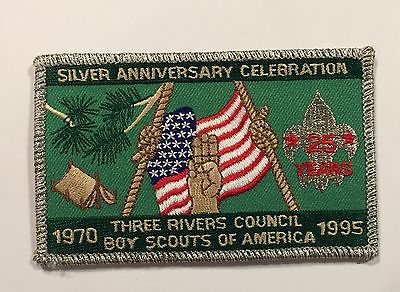 SILVER ANNIVERSARY CELEBRATION
* 25 *
YEARS
1970 THREE RIVERS COUNCIL 1995
BOY SCOUTS OF AMERICA